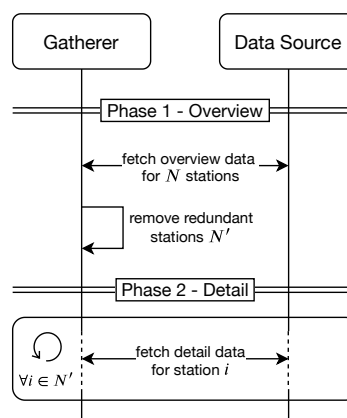 Gatherer
Data Source
Phase 1 - Overview
fetch overview data
for N stations
remove redundant
stations N'
Phase 2 - Detail
fetch detail data
for station i
∀i ∈ N'